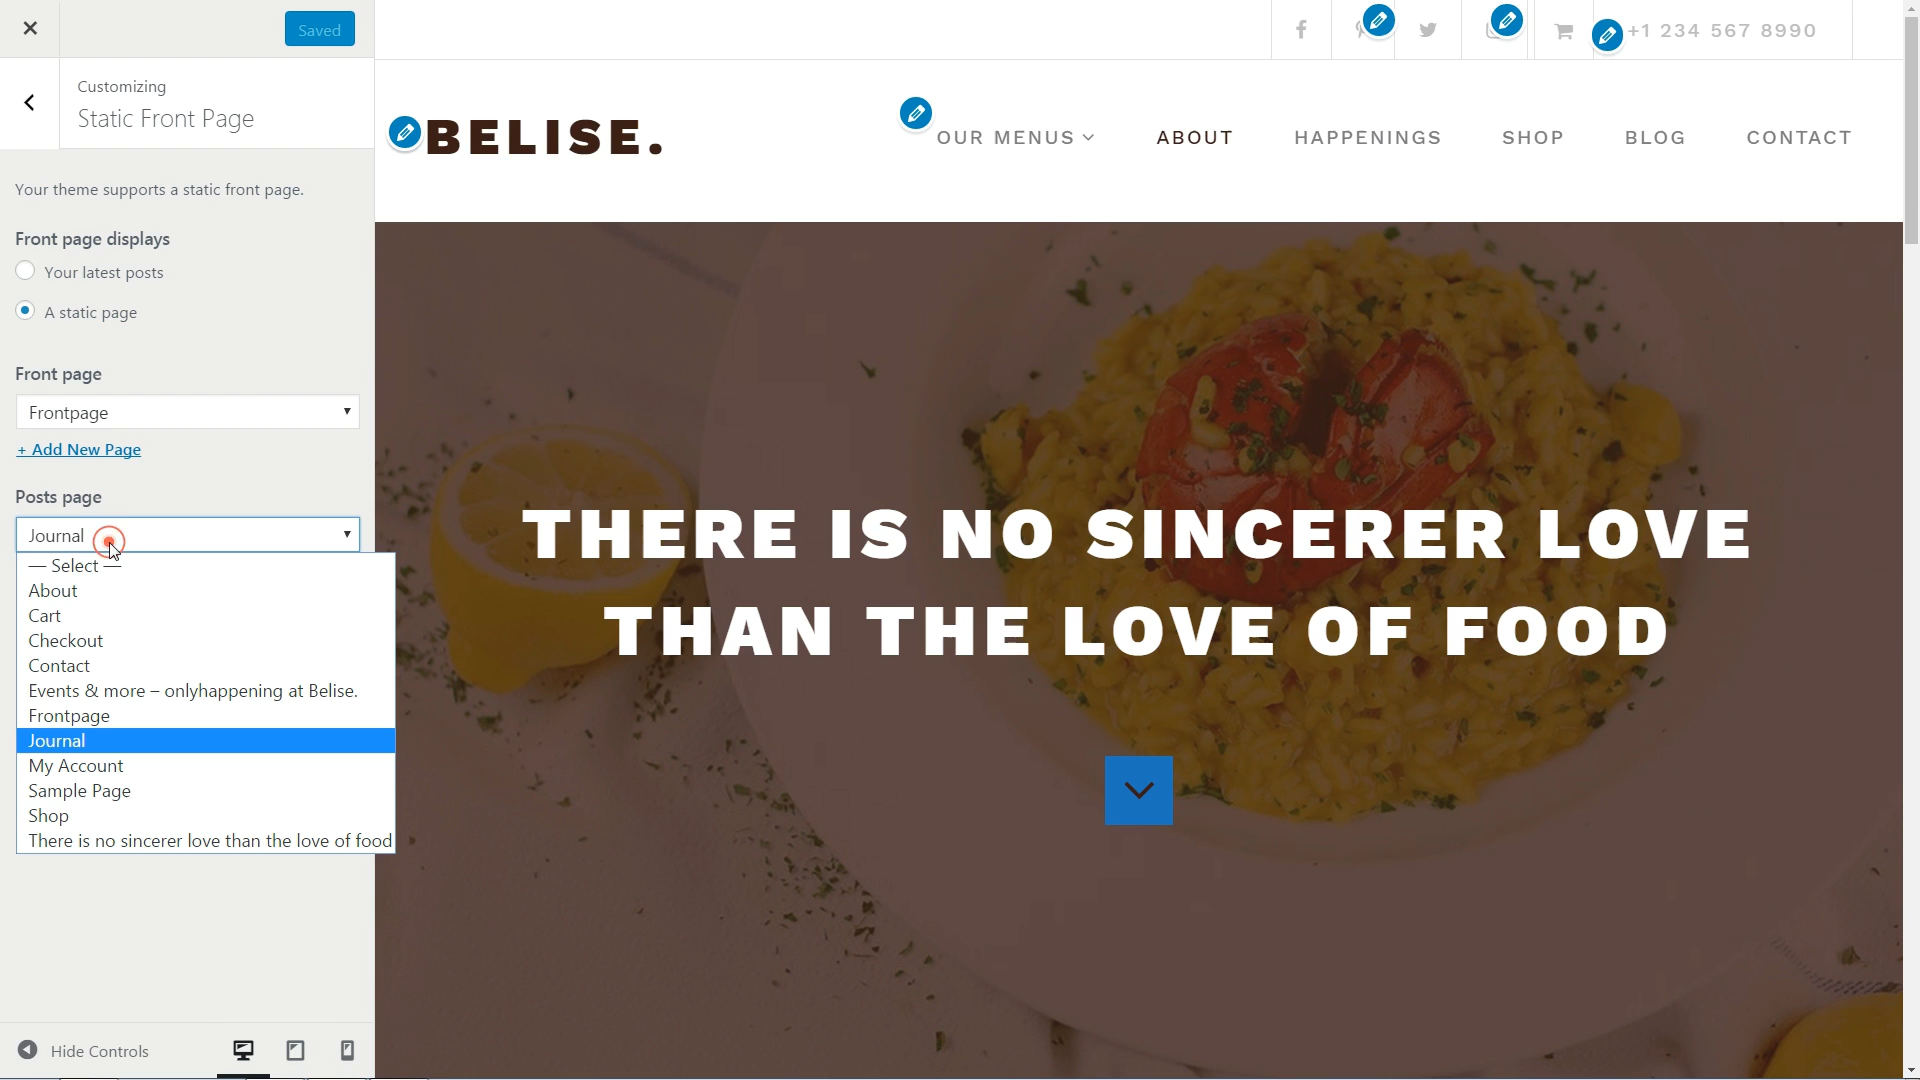 Saved
Customizing
Static Front Page
Your theme supports a static front page.
Front page displays
Your latest posts
A static page
Front page
Frontpage
+ Add New Page
Posts page
Journal
— Select —
About
Cart
Checkout
Contact
Events & more – onlyhappening at Belise.
Frontpage
Journal
My Account
Sample Page
Shop
There is no sincerer love than the love of food
Hide Controls
+1 234 567 8990
BELISE.
OUR MENUS ABOUT HAPPENINGS SHOP BLOG CONTACT
THERE IS NO SINCERER LOVE
THAN THE LOVE OF FOOD